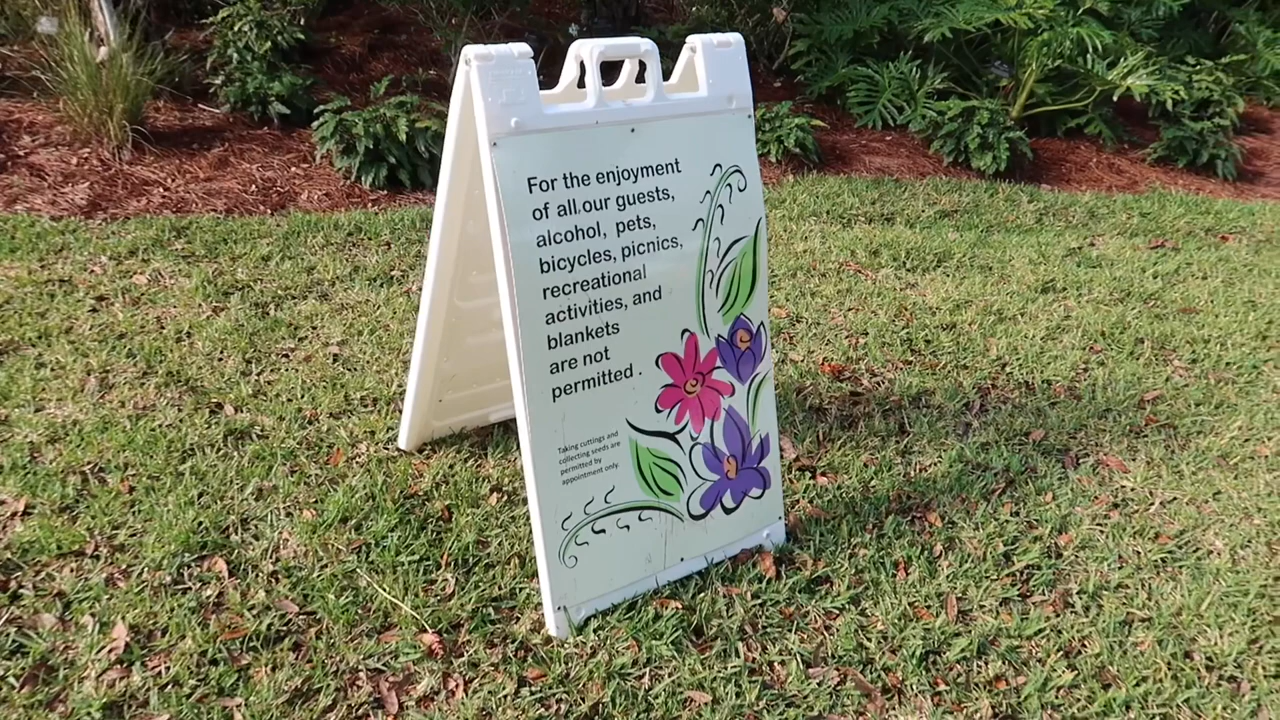 For the enjoyment
of all our guests,
alcohol, pets,
bicycles, picnics,
recreational
activities, and
blankets
are not
permitted .
Taking cuttings and
collecting seeds are
permitted by
appointment only.